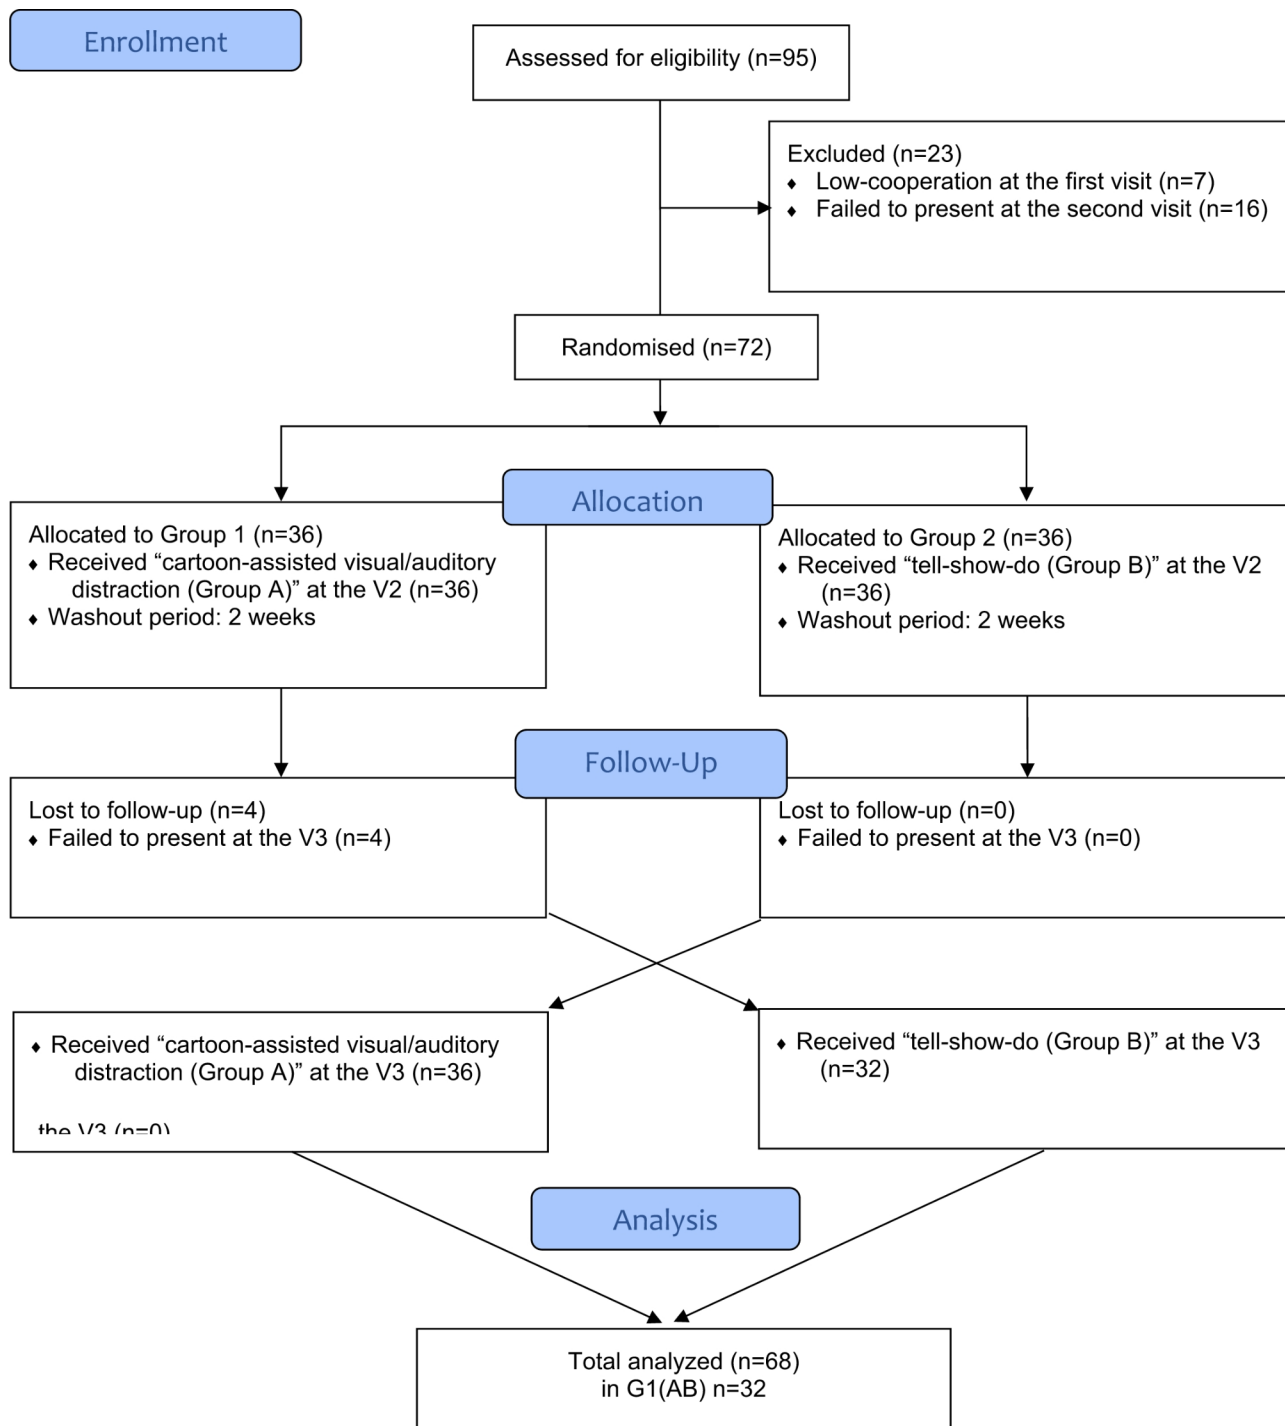 Enrollment
Assessed for eligibility (n=95)
Excluded (n=23)
♦ Low-cooperation at the first visit (n=7)
♦ Failed to present at the second visit (n=16)
Randomised (n=72)
Allocation
Allocated to Group 1 (n=36)
♦ Received “cartoon-assisted visual/auditory
distraction (Group A)” at the V2 (n=36)
♦ Washout period: 2 weeks
Allocated to Group 2 (n=36)
♦ Received “tell-show-do (Group B)” at the V2
(n=36)
♦ Washout period: 2 weeks
Follow-Up
Lost to follow-up (n=4)
♦ Failed to present at the V3 (n=4)
Lost to follow-up (n=0)
♦ Failed to present at the V3 (n=0)
♦ Received “cartoon-assisted visual/auditory
distraction (Group A)” at the V3 (n=36)
the V3 (n=0)
♦ Received “tell-show-do (Group B)” at the V3
(n=32)
Analysis
Total analyzed (n=68)
in G1(AB) n=32